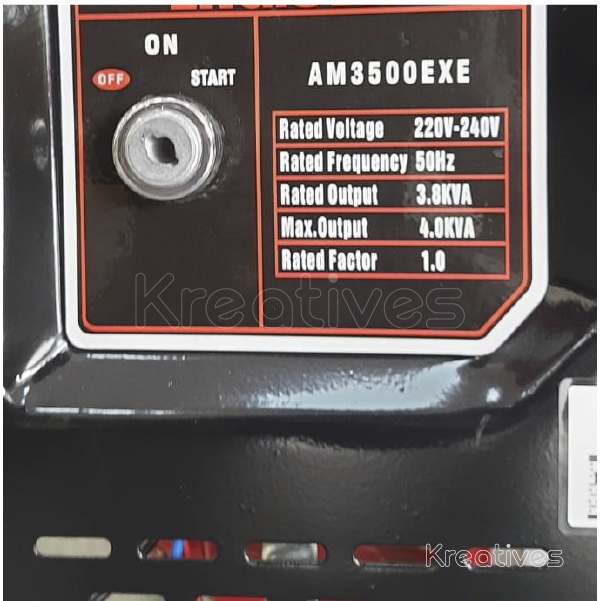 ON
OFF
START
AM3500EXE
Rated Voltage 220V-240V
Rated Frequency 50Hz
Rated Output 3.8KVA
Max.Output 4.0KVA
Rated Factor 1.0
Kreatives
Kreatives
Kreatives